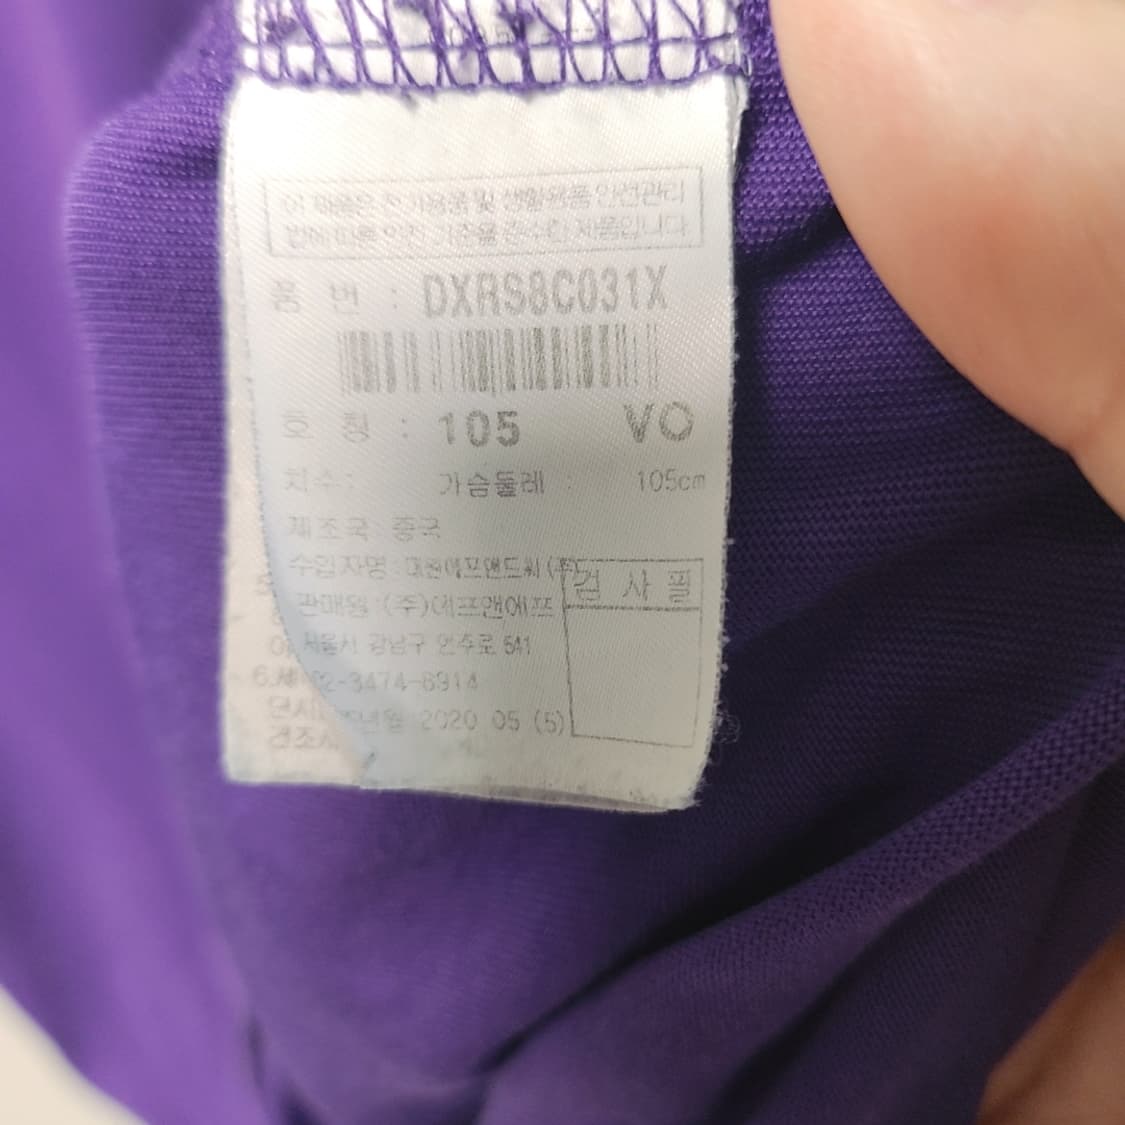 이 제품은 전기용품 및 생활용품 안전관리
법에 따른 안전 기준을 준수한 제품입니다
품 번 : DXRS8C031X
호 칭 : 105 VO
치수: 가슴둘레 : 105cm
제조국 중국
수입자명 (주)
검 사 필
판매원 : (주)에프앤에프
서울시 강남구 언주로 541
02-3474-6914
년월 2020 05 (5)